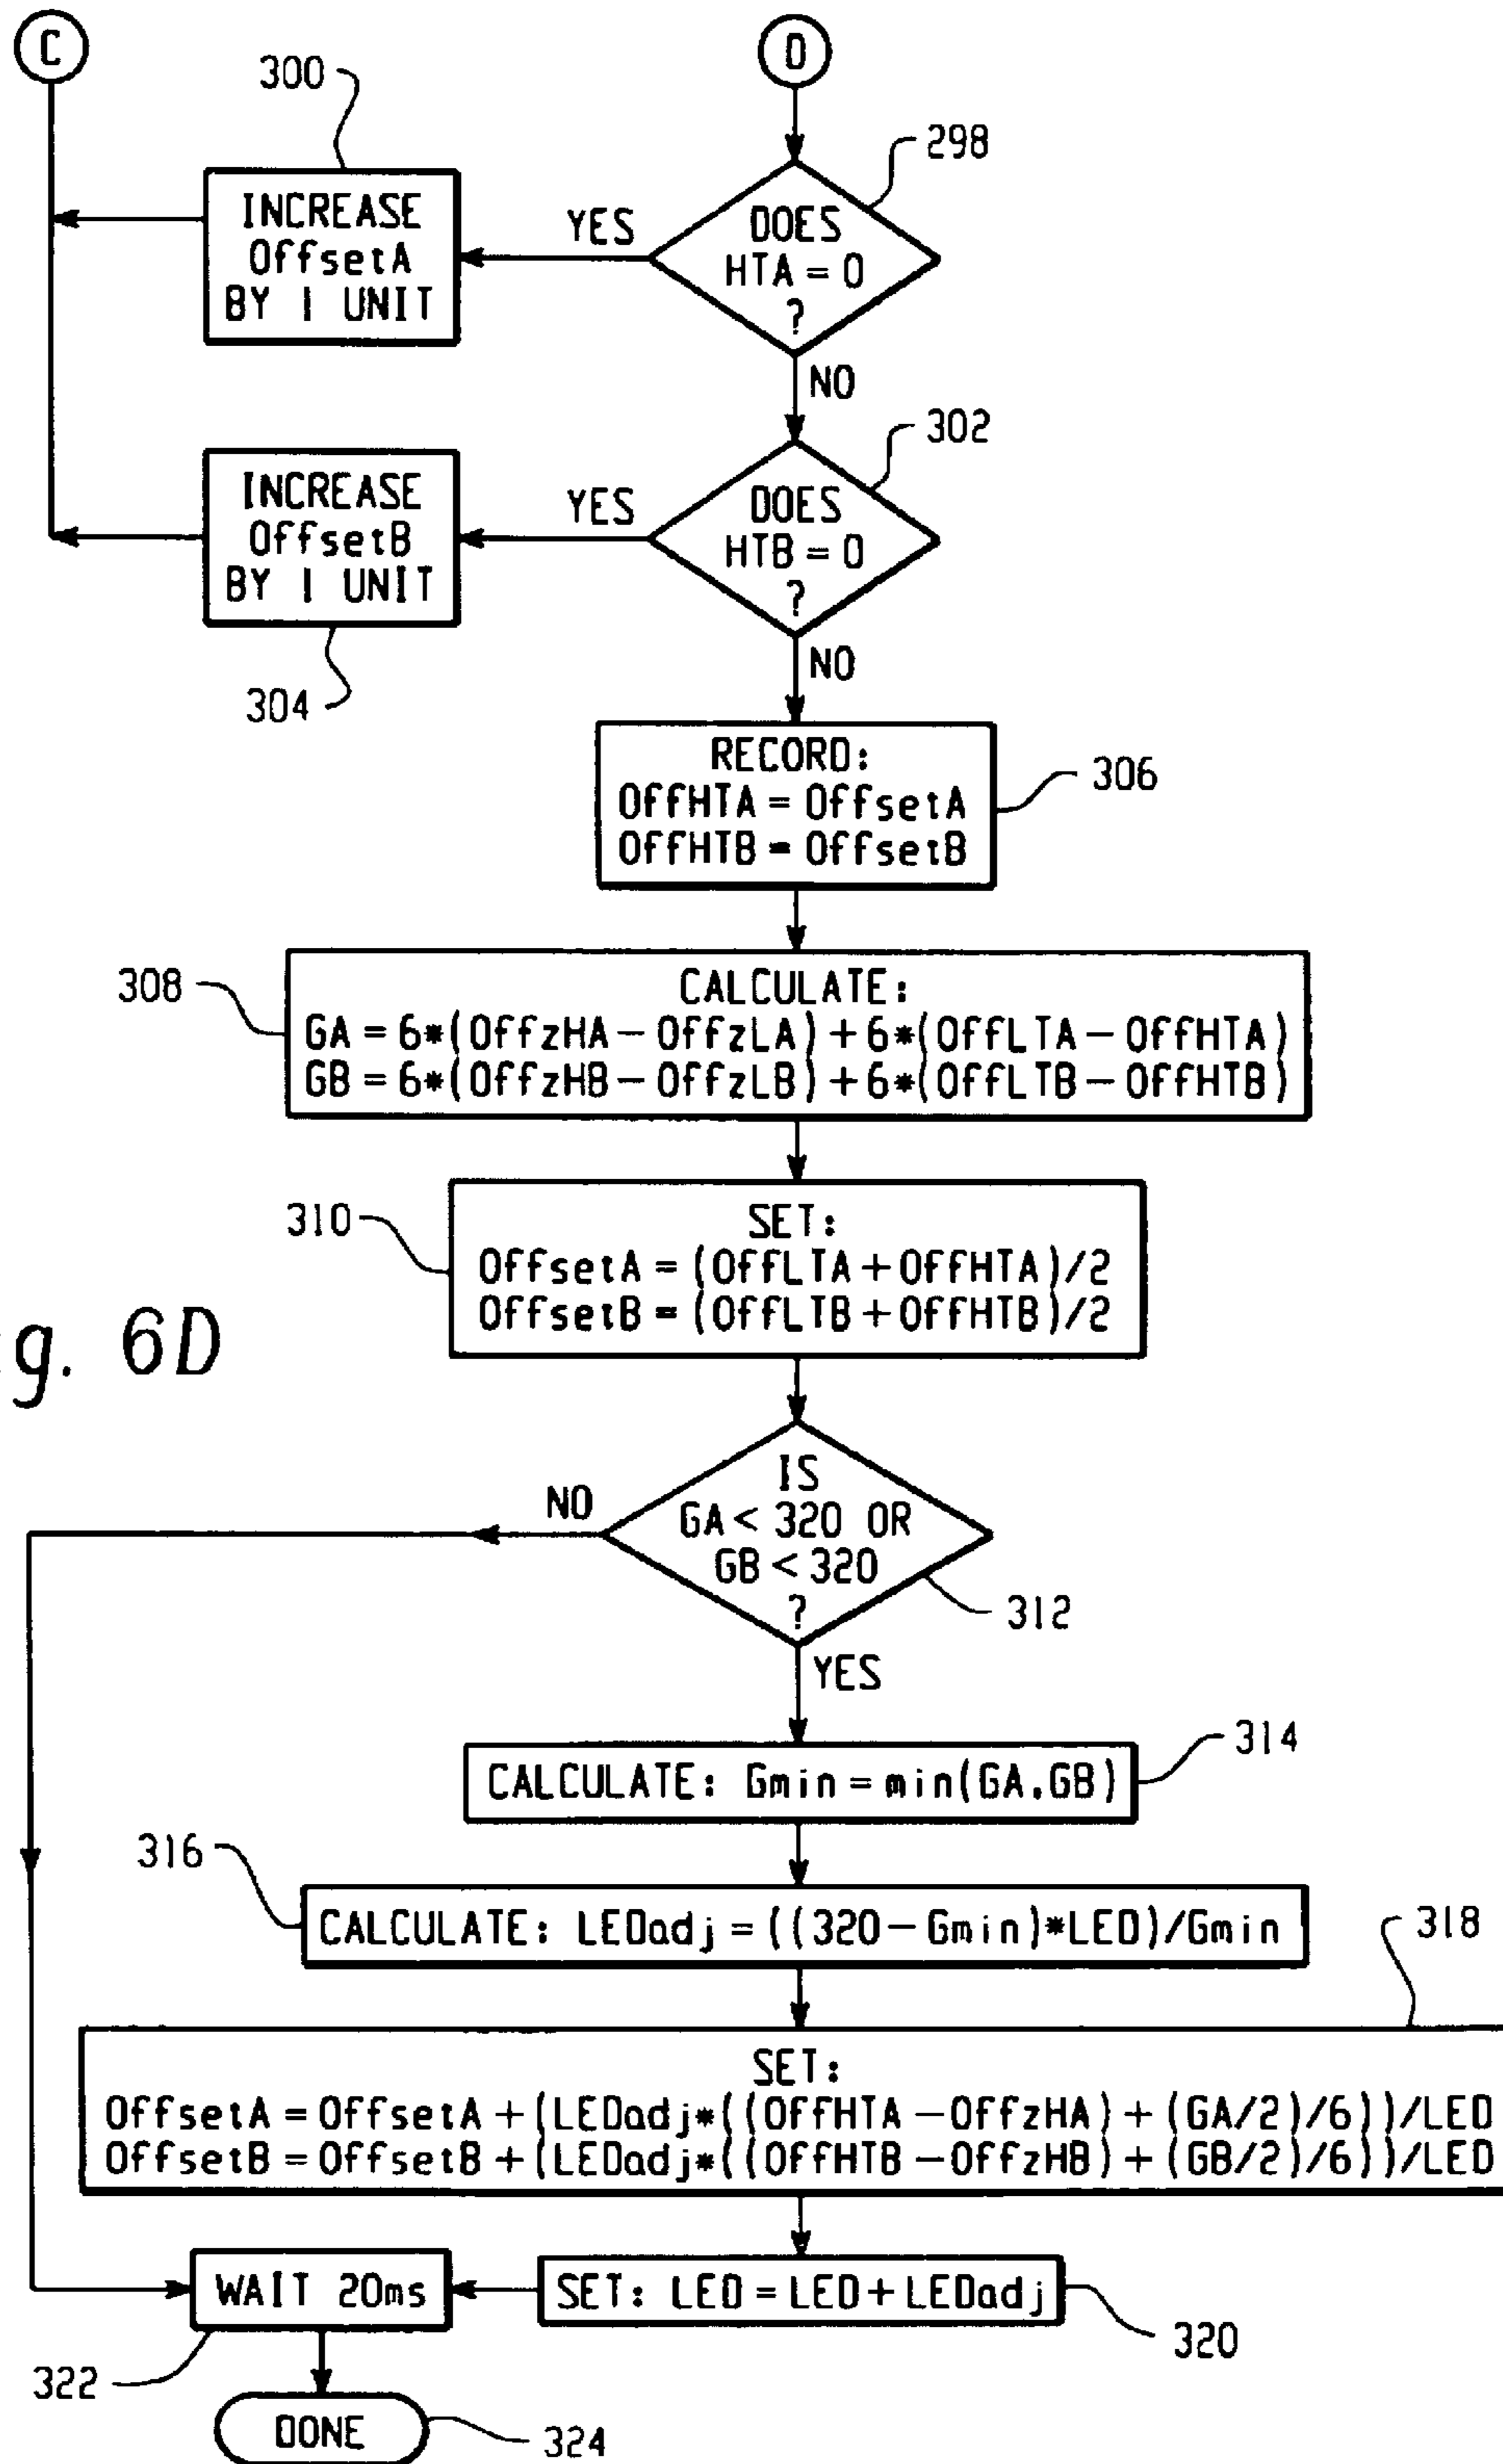 C
D
300
298
INCREASE
OffsetA
BY 1 UNIT
YES
DOES
HTA = 0
?
NO
302
INCREASE
OffsetB
BY 1 UNIT
YES
DOES
HTB = 0
?
304
NO
RECORD:
OffHTA = OffsetA
OffHTB = OffsetB
306
308
CALCULATE:
GA = 6*(OffzHA - OffzLA) + 6*(OffLTA - OffHTA)
GB = 6*(OffzHB - OffzLB) + 6*(OffLTB - OffHTB)
310
SET:
OffsetA = (OffLTA + OffHTA)/2
OffsetB = (OffLTB + OffHTB)/2
g. 6D
NO
IS
GA < 320 OR
GB < 320
?
312
YES
314
CALCULATE: Gmin = min(GA,GB)
316
CALCULATE: LEDadj = ((320 - Gmin)*LED)/Gmin
318
SET:
OffsetA = OffsetA + (LEDadj*((OffHTA - OffzHA) + (GA/2)/6))/LED
OffsetB = OffsetB + (LEDadj*((OffHTB - OffzHB) + (GB/2)/6))/LED
WAIT 20ms
SET: LED = LED + LEDadj
320
322
DONE
324